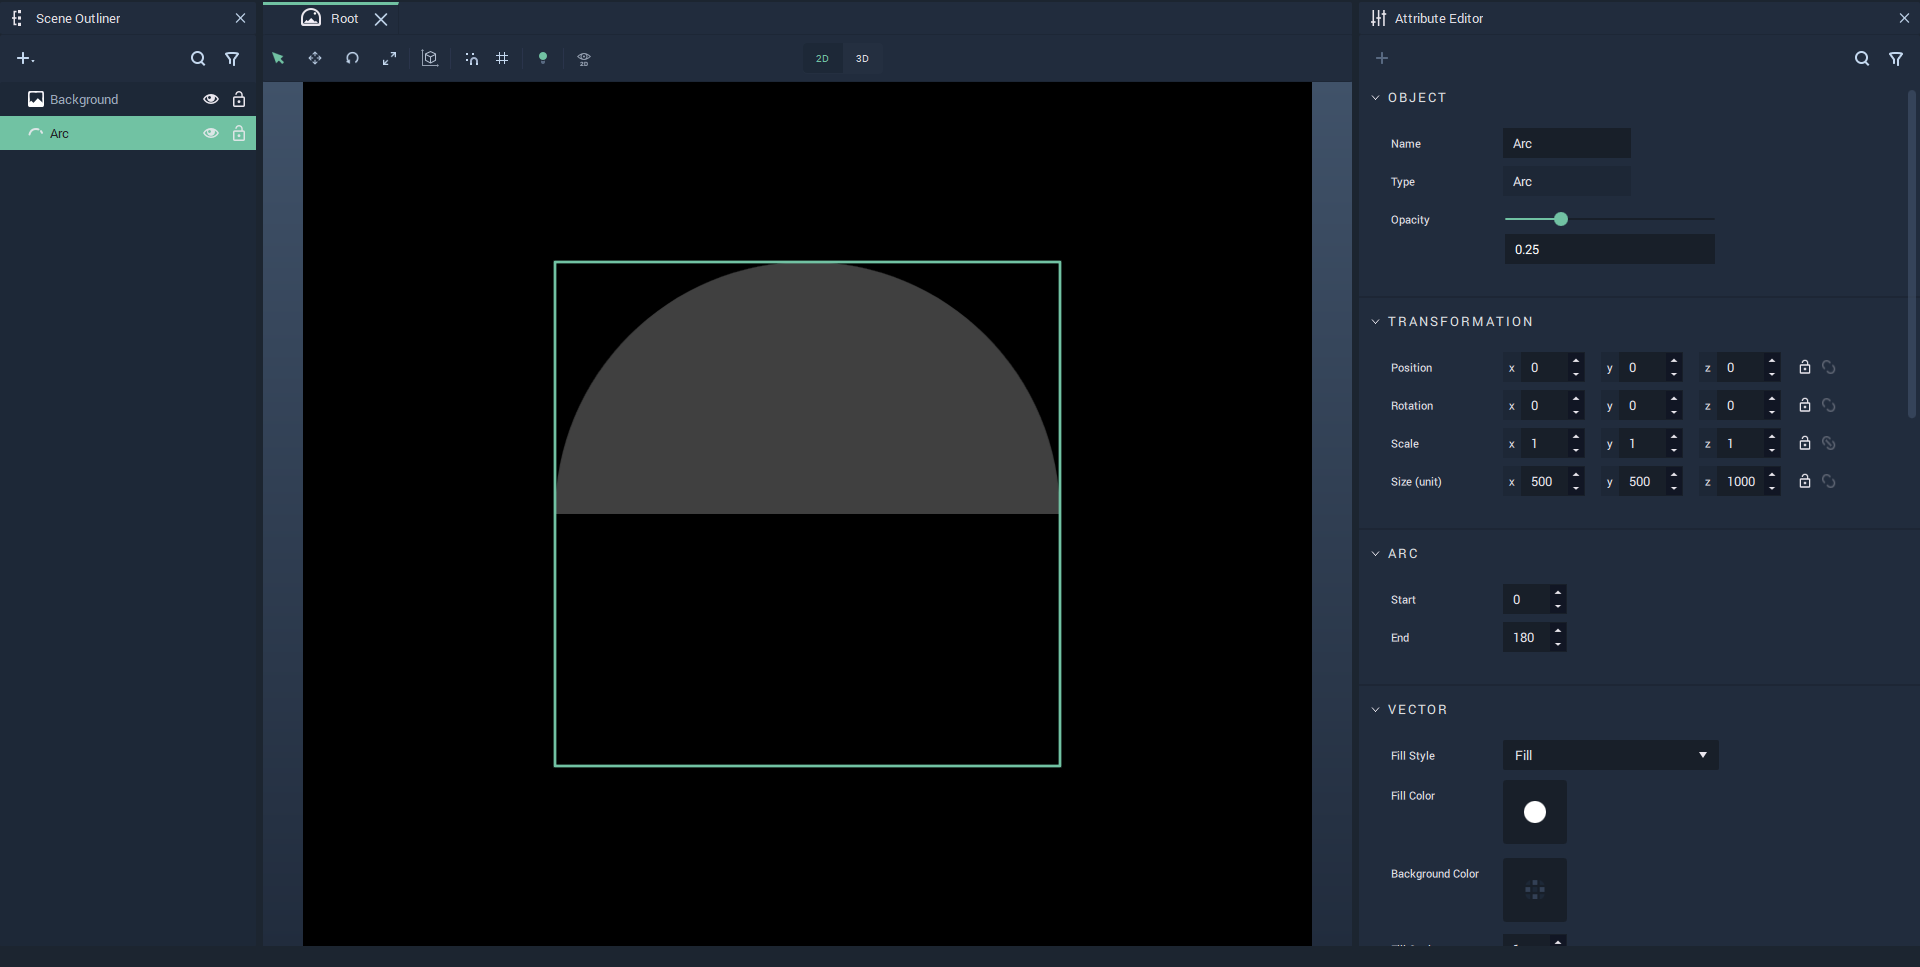 Scene Outliner
Root
Attribute Editor
2D
2D 3D
Background
Arc
OBJECT
Name Arc
Type Arc
Opacity
0.25
TRANSFORMATION
Position x 0 y 0 z 0
Rotation x 0 y 0 z 0
Scale x 1 y 1 z 1
Size (unit) x 500 y 500 z 1000
ARC
Start 0
End 180
VECTOR
Fill Style Fill
Fill Color
Background Color